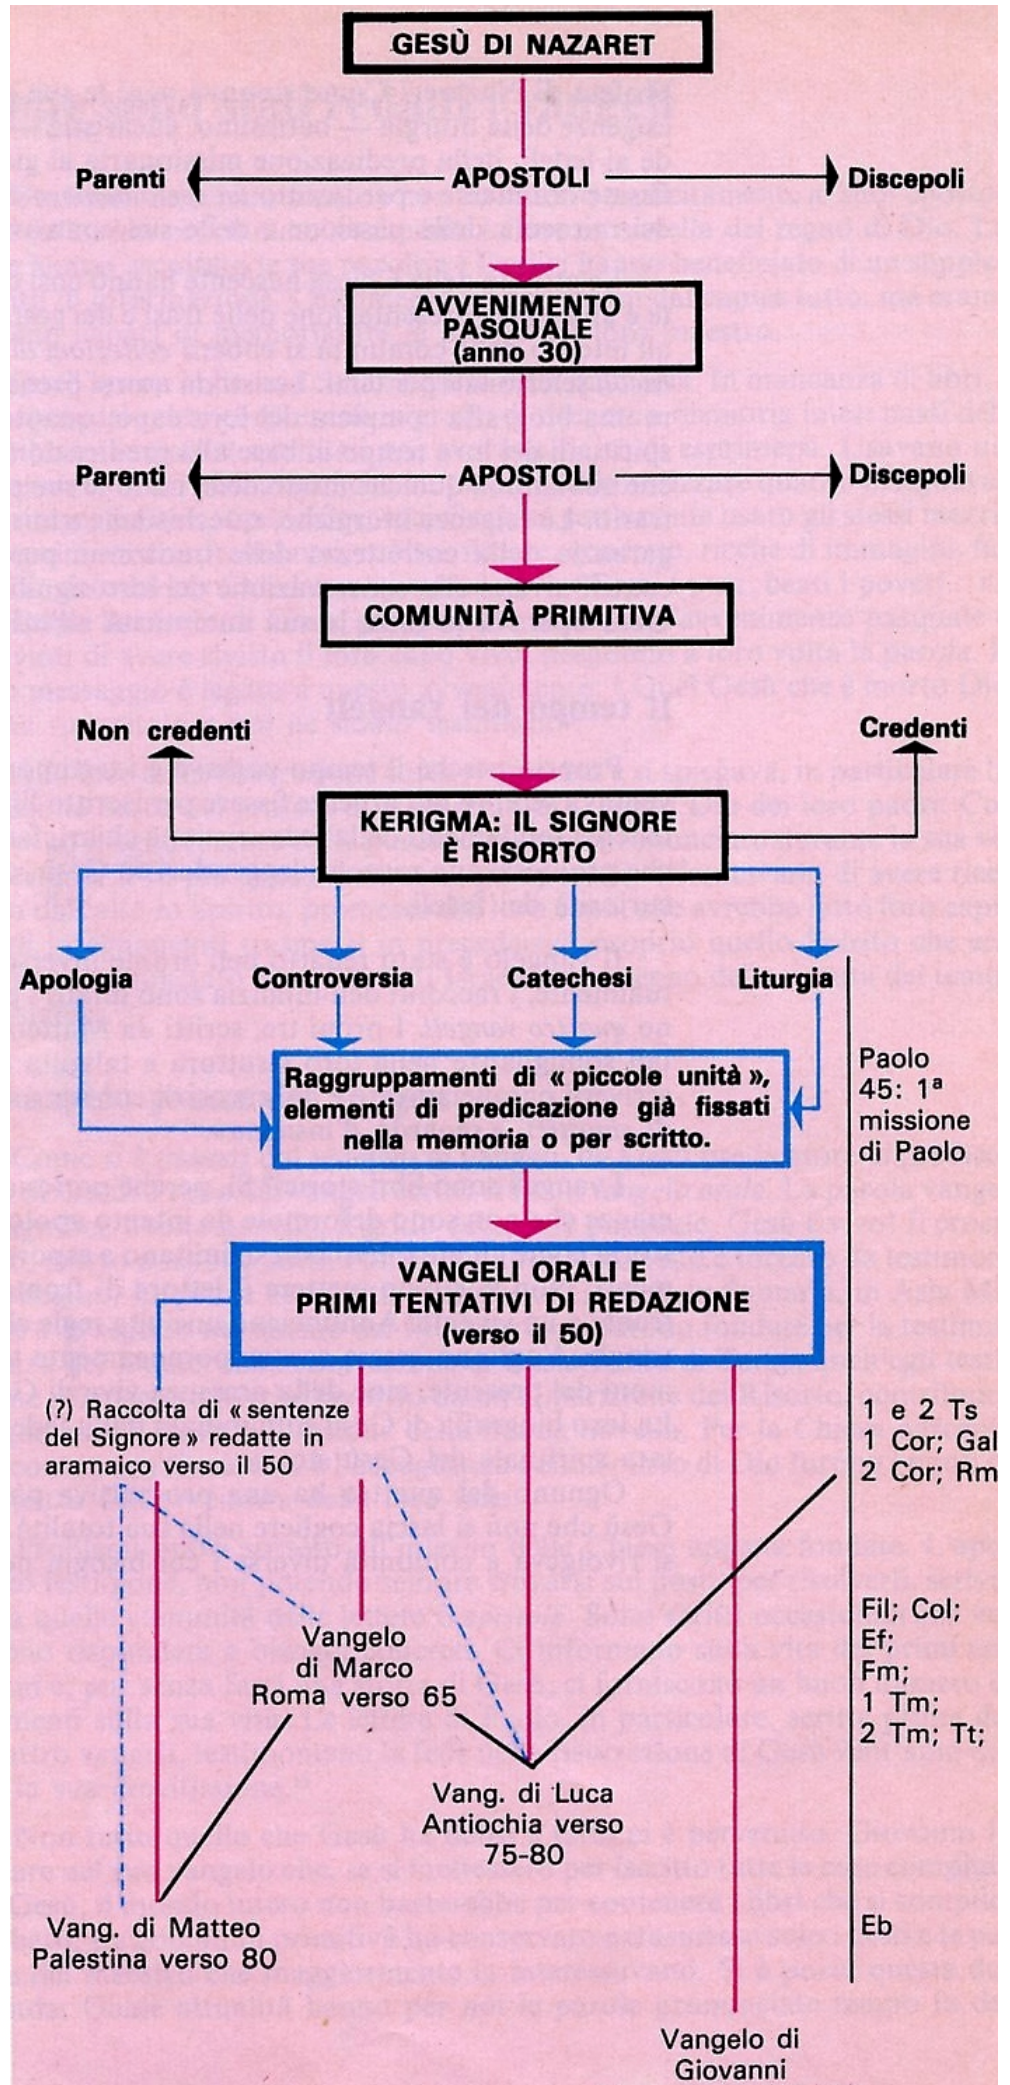 GESÙ DI NAZARET
Parenti
APOSTOLI
Discepoli
AVVENIMENTO
PASQUALE
(anno 30)
Parenti
APOSTOLI
Discepoli
COMUNITÀ PRIMITIVA
Non credenti
Credenti
KERIGMA: IL SIGNORE
È RISORTO
Apologia
Controversia
Catechesi
Liturgia
Raggruppamenti di « piccole unità »,
elementi di predicazione già fissati
nella memoria o per scritto.
Paolo
45: 1ª
missione
di Paolo
VANGELI ORALI E
PRIMI TENTATIVI DI REDAZIONE
(verso il 50)
(?) Raccolta di « sentenze
del Signore » redatte in
aramaico verso il 50
1 e 2 Ts
1 Cor; Gal
2 Cor; Rm
Vangelo
di Marco
Roma verso 65
Fil; Col;
Ef;
Fm;
1 Tm;
2 Tm; Tt;
Vang. di Luca
Antiochia verso
75-80
Vang. di Matteo
Palestina verso 80
Eb
Vangelo di
Giovanni